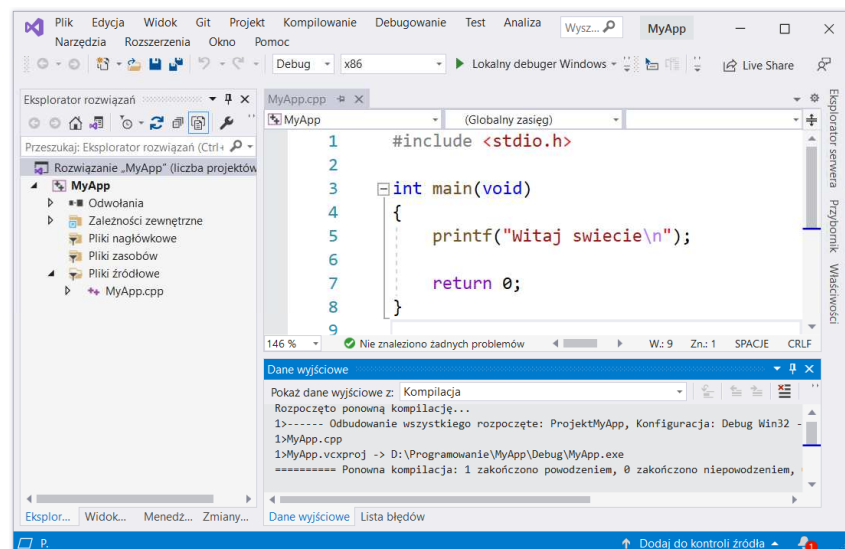 Plik Edycja Widok Git Projekt Kompilowanie Debugowanie Test Analiza Wysz... MyApp
Narzędzia Rozszerzenia Okno Pomoc
Debug x86 Lokalny debuger Windows Live Share
Eksplorator rozwiązań
Przeszukaj: Eksplorator rozwiązań (Ctrl+
Rozwiązanie „MyApp” (liczba projektów
MyApp
Odwołania
Zależności zewnętrzne
Pliki nagłówkowe
Pliki zasobów
Pliki źródłowe
MyApp.cpp
Eksplor... Widok... Menedż... Zmiany...
MyApp.cpp
MyApp (Globalny zasięg)
1 #include <stdio.h>
2
3 int main(void)
4 {
5 printf("Witaj swiecie\n");
6
7 return 0;
8 }
9
146 % Nie znaleziono żadnych problemów W.: 9 Zn.: 1 SPACJE CRLF
Dane wyjściowe
Pokaż dane wyjściowe z: Kompilacja
Rozpoczęto ponowną kompilację...
1>------ Odbudowanie wszystkiego rozpoczęte: ProjektMyApp, Konfiguracja: Debug Win32 -
1>MyApp.cpp
1>MyApp.vcxproj -> D:\Programowanie\MyApp\Debug\MyApp.exe
========== Ponowna kompilacja: 1 zakończono powodzeniem, 0 zakończono niepowodzeniem,
Dane wyjściowe Lista błędów
Eksplorator serwera
Przybornik
Właściwości
P. Dodaj do kontroli źródła 1